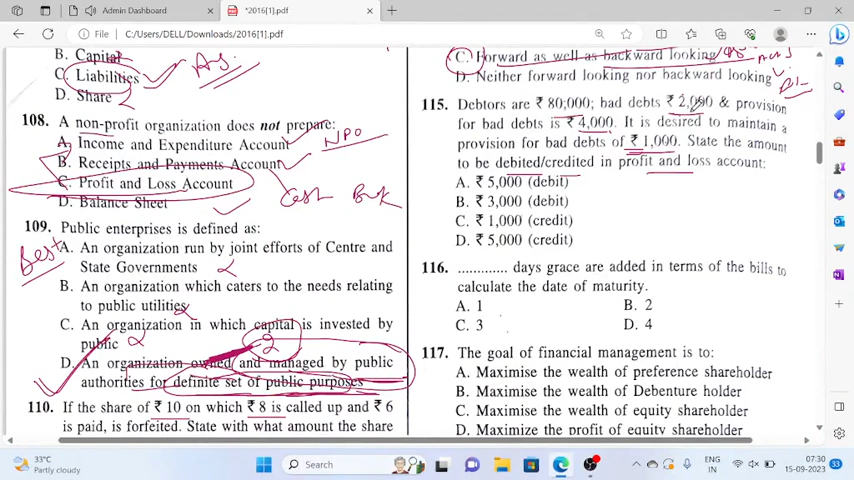 Admin Dashboard
*2016[1].pdf
C:/Users/DELL/Downloads/2016[1].pdf
B. Capital
C. Liabilities
As.
D. Share
108. A non-profit organization does not prepare:
A. Income and Expenditure Account
NPO
B. Receipts and Payments Account
C. Profit and Loss Account
Cash Book
D. Balance Sheet
109. Public enterprises is defined as:
Best
A. An organization run by joint efforts of Centre and
State Governments
B. An organization which caters to the needs relating
to public utilities
C. An organization in which capital is invested by
public
D. An organization owned and managed by public
authorities for definite set of public purposes
110. If the share of ₹ 10 on which ₹ 8 is called up and ₹ 6
is paid, is forfeited. State with what amount the share
C. Forward as well as backward looking
D. Neither forward looking nor backward looking
115. Debtors are ₹ 80,000; bad debts ₹ 2,000 & provision
for bad debts is ₹ 4,000. It is desired to maintain a
provision for bad debts of ₹ 1,000. State the amount
to be debited/credited in profit and loss account:
A. ₹ 5,000 (debit)
B. ₹ 3,000 (debit)
C. ₹ 1,000 (credit)
D. ₹ 5,000 (credit)
116. ............. days grace are added in terms of the bills to
calculate the date of maturity.
A. 1 B. 2
C. 3 D. 4
117. The goal of financial management is to:
A. Maximise the wealth of preference shareholder
B. Maximise the wealth of Debenture holder
C. Maximise the wealth of equity shareholder
D. Maximize the profit of equity shareholder
33°C
Partly cloudy
Search
ENG
IN
07:30
15-09-2023
33